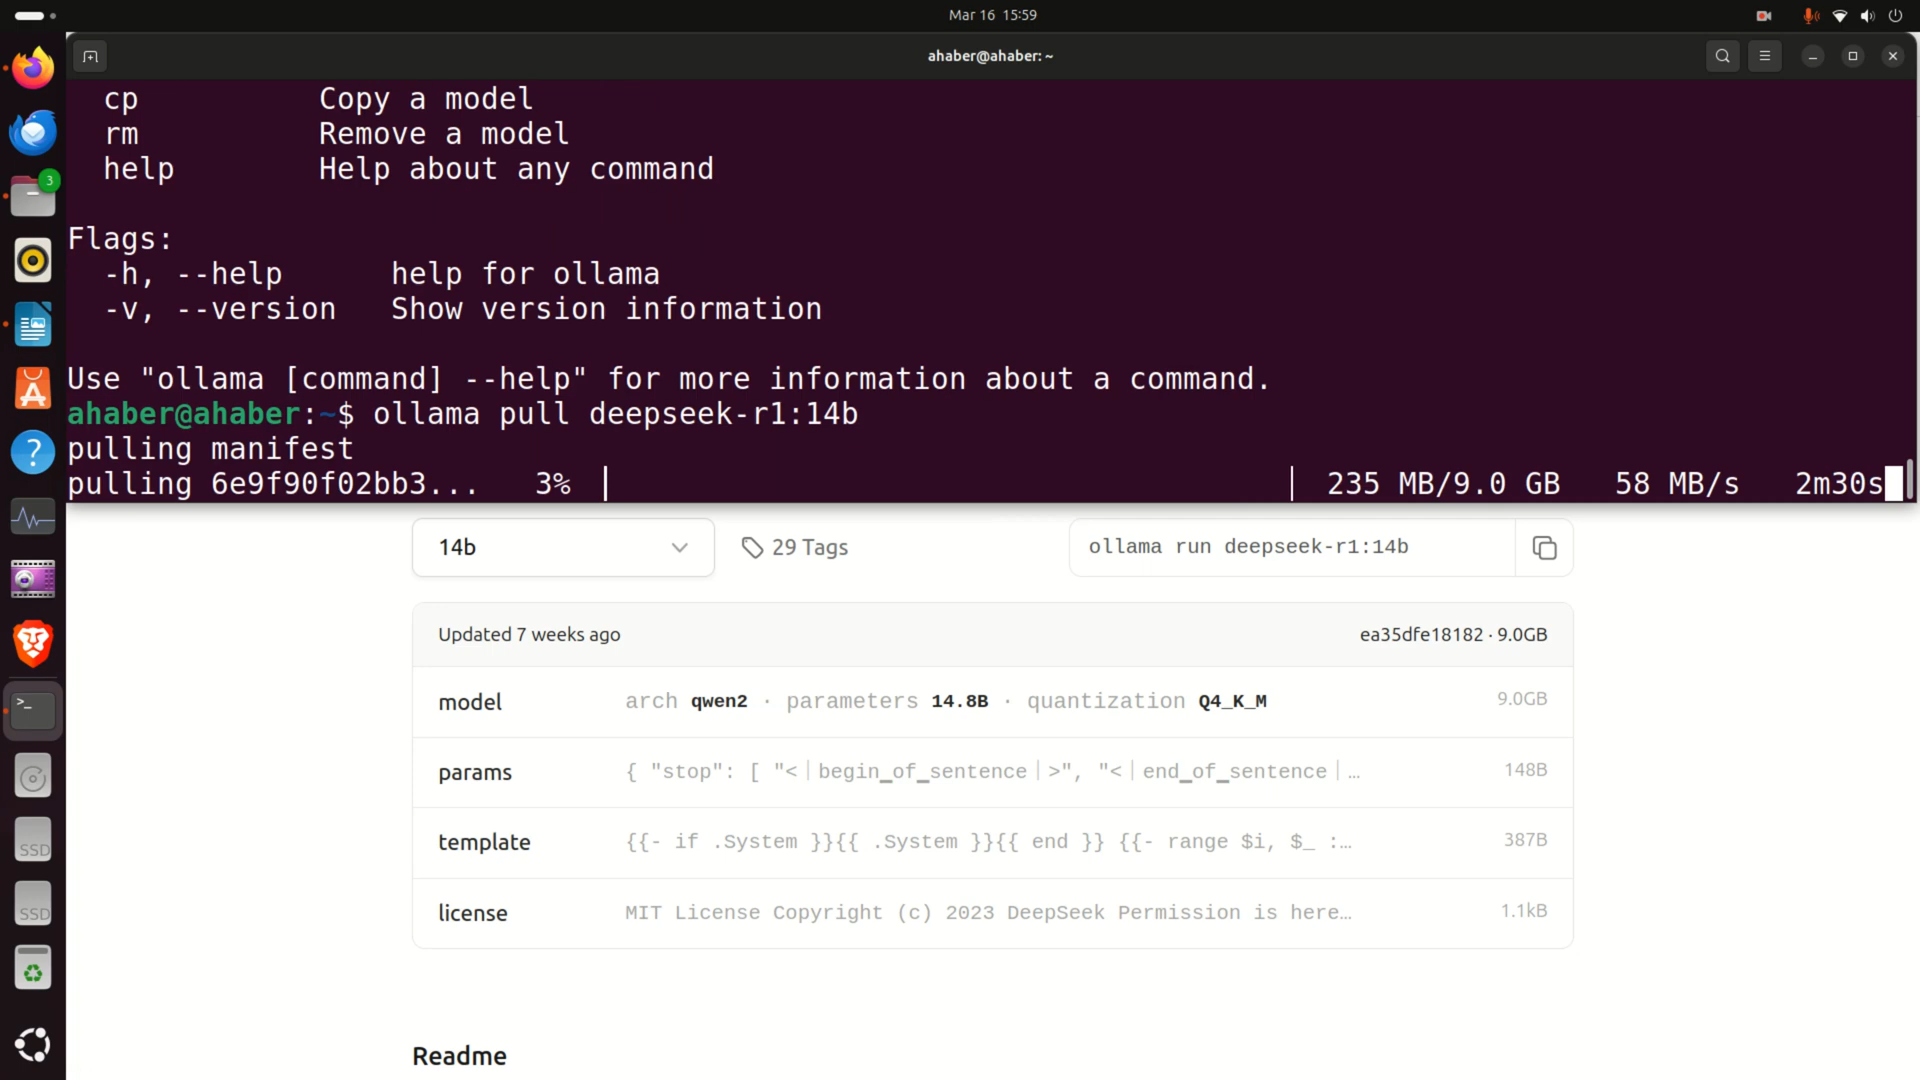 Mar 16 15:59
ahaber@ahaber: ~
cp Copy a model
rm Remove a model
help Help about any command
3
Flags:
-h, --help help for ollama
-v, --version Show version information
Use "ollama [command] --help" for more information about a command.
ahaber@ahaber:~$ ollama pull deepseek-r1:14b
pulling manifest
pulling 6e9f90f02bb3... 3% 235 MB/9.0 GB 58 MB/s 2m30s
14b 29 Tags ollama run deepseek-r1:14b
Updated 7 weeks ago ea35dfe18182 · 9.0GB
model arch qwen2 · parameters 14.8B · quantization Q4_K_M 9.0GB
params { "stop": [ "<|begin_of_sentence|>", "<|end_of_sentence|… 148B
template {{- if .System }}{{ .System }}{{ end }} {{- range $i, $_ :… 387B
license MIT License Copyright (c) 2023 DeepSeek Permission is here… 1.1kB
SSD
SSD
Readme